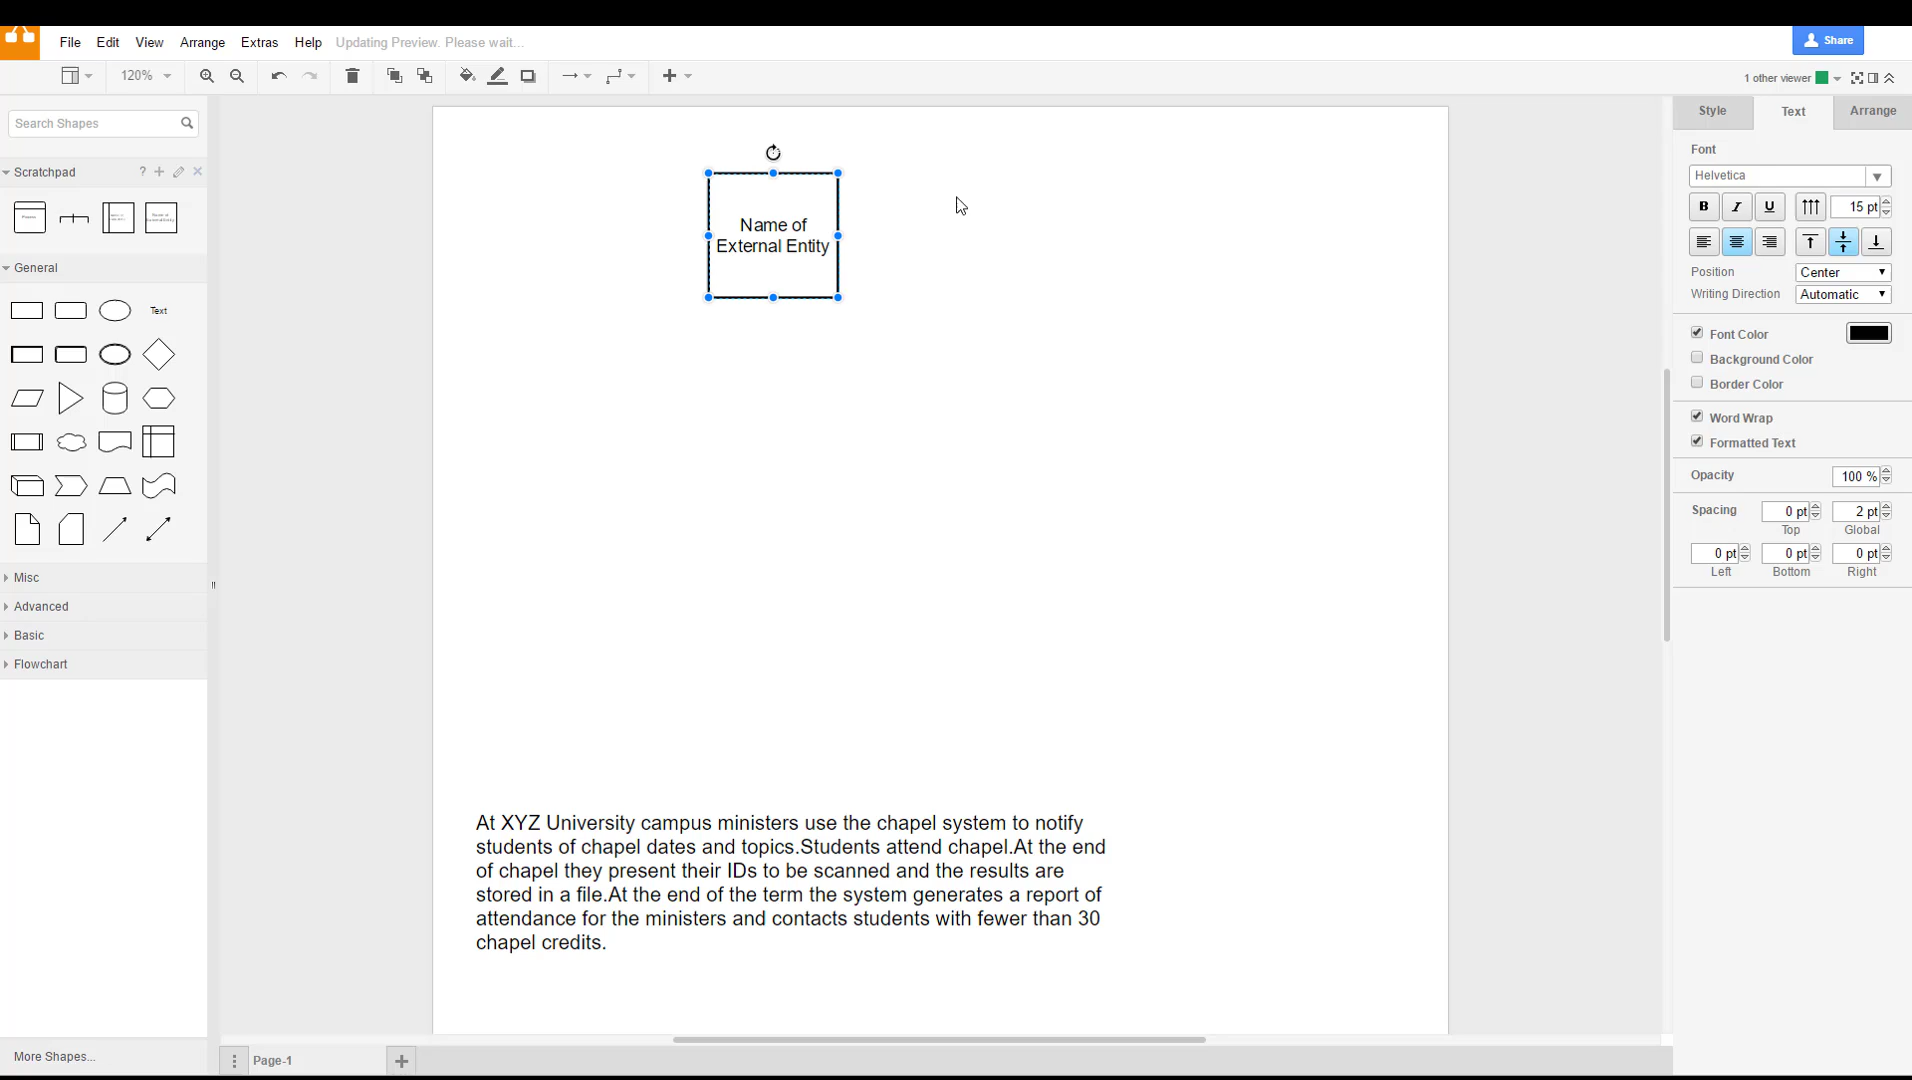 File Edit View Arrange Extras Help Updating Preview. Please wait...
Share
120%
1 other viewer
Search Shapes
Scratchpad ?
General
Text
Misc
Advanced
Basic
Flowchart
More Shapes...
Name of
External Entity
At XYZ University campus ministers use the chapel system to notify
students of chapel dates and topics.Students attend chapel.At the end
of chapel they present their IDs to be scanned and the results are
stored in a file.At the end of the term the system generates a report of
attendance for the ministers and contacts students with fewer than 30
chapel credits.
Page-1
Style Text Arrange
Font
Helvetica
B I U 15 pt
Position Center
Writing Direction Automatic
Font Color
Background Color
Border Color
Word Wrap
Formatted Text
Opacity 100 %
Spacing 0 pt 2 pt
Top Global
0 pt 0 pt 0 pt
Left Bottom Right